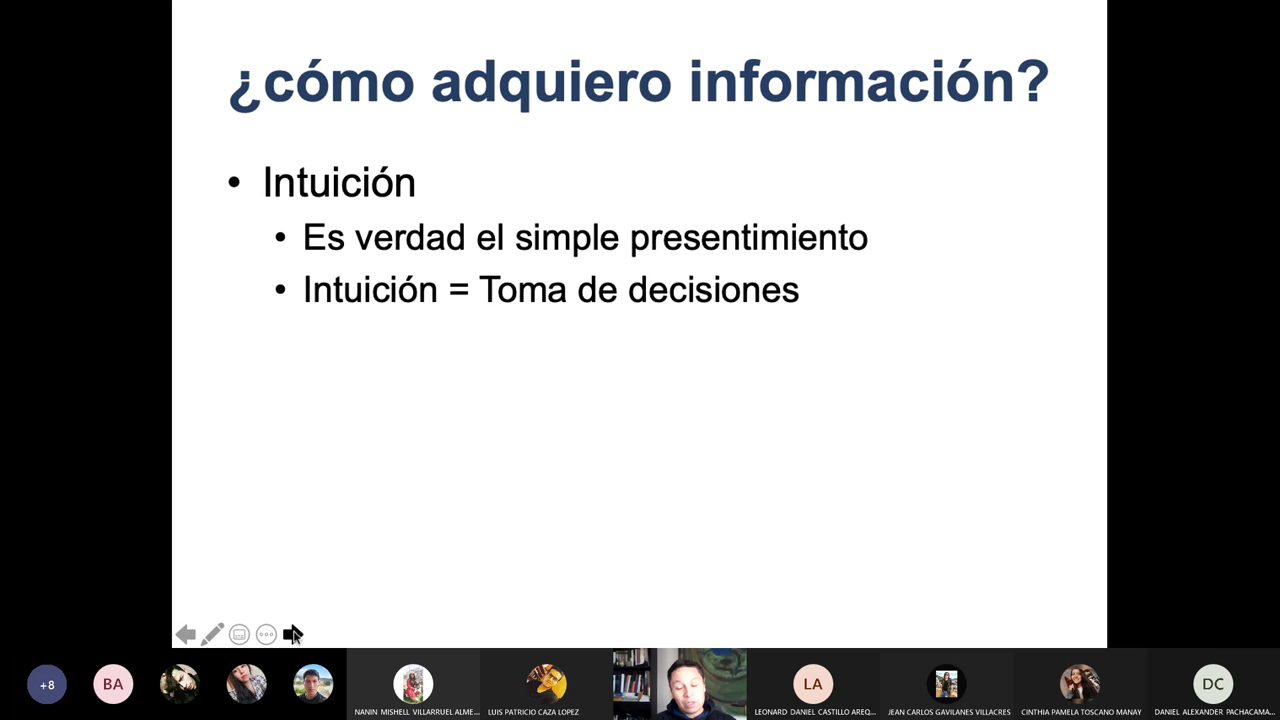 ¿cómo adquiero información?
• Intuición
• Es verdad el simple presentimiento
• Intuición = Toma de decisiones
+8
BA
NANIN MISHELL VILLARRUEL ALME...
LUIS PATRICIO CAZA LOPEZ
LA
LEONARD DANIEL CASTILLO AREQ...
JEAN CARLOS GAVILANES VILLACRES
CINTHIA PAMELA TOSCANO MANAY
DC
DANIEL ALEXANDER PACHACAMA...